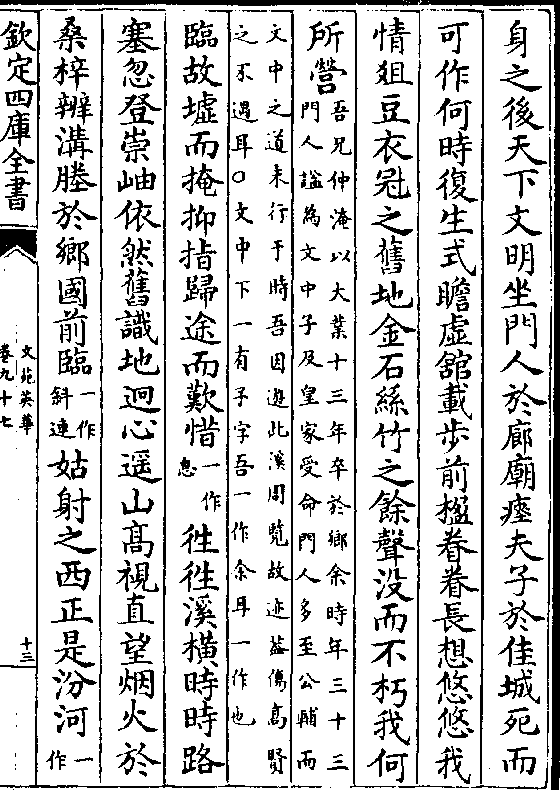 身之後天下文明坐門人於廊廟瘞夫子於佳城死而
可作何時復生式瞻虚舘載歩前楹眷眷長想悠悠我
情俎豆衣冠之舊地金石絲竹之餘聲没而不朽我何
所營吾兄仲淹以大業十三年卒於鄉余時年三十三
門人諡為文中子及皇家受命門人多至公輔而
文中之道未行于時吾因遊此溪周覽故迹葢傷髙賢
之不遇耳○文中下一有子字吾一作余耳一作也
臨故墟而掩抑指歸途而歎惜一作
息
徃徃溪横時時路
塞忽登崇岫依然舊識地迥心遥山髙視直望烟火於
桑梓辨溝塍於鄉國前臨一作
斜連
姑射之西正是汾河一
作
欽定四庫全書
文苑英華
卷九十七
十三